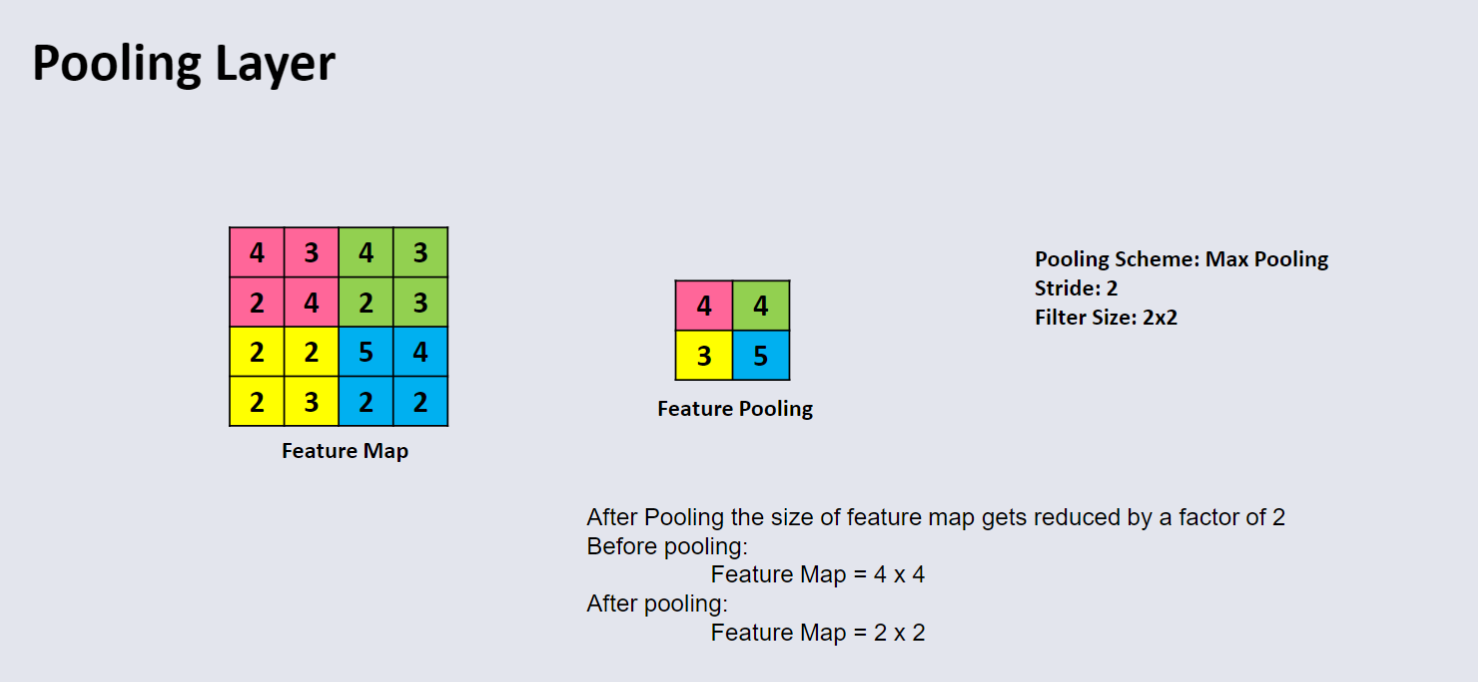 Pooling Layer
4 3 4 3
2 4 2 3
2 2 5 4
2 3 2 2
Feature Map
4 4
3 5
Feature Pooling
Pooling Scheme: Max Pooling
Stride: 2
Filter Size: 2x2
After Pooling the size of feature map gets reduced by a factor of 2
Before pooling:
Feature Map = 4 x 4
After pooling:
Feature Map = 2 x 2